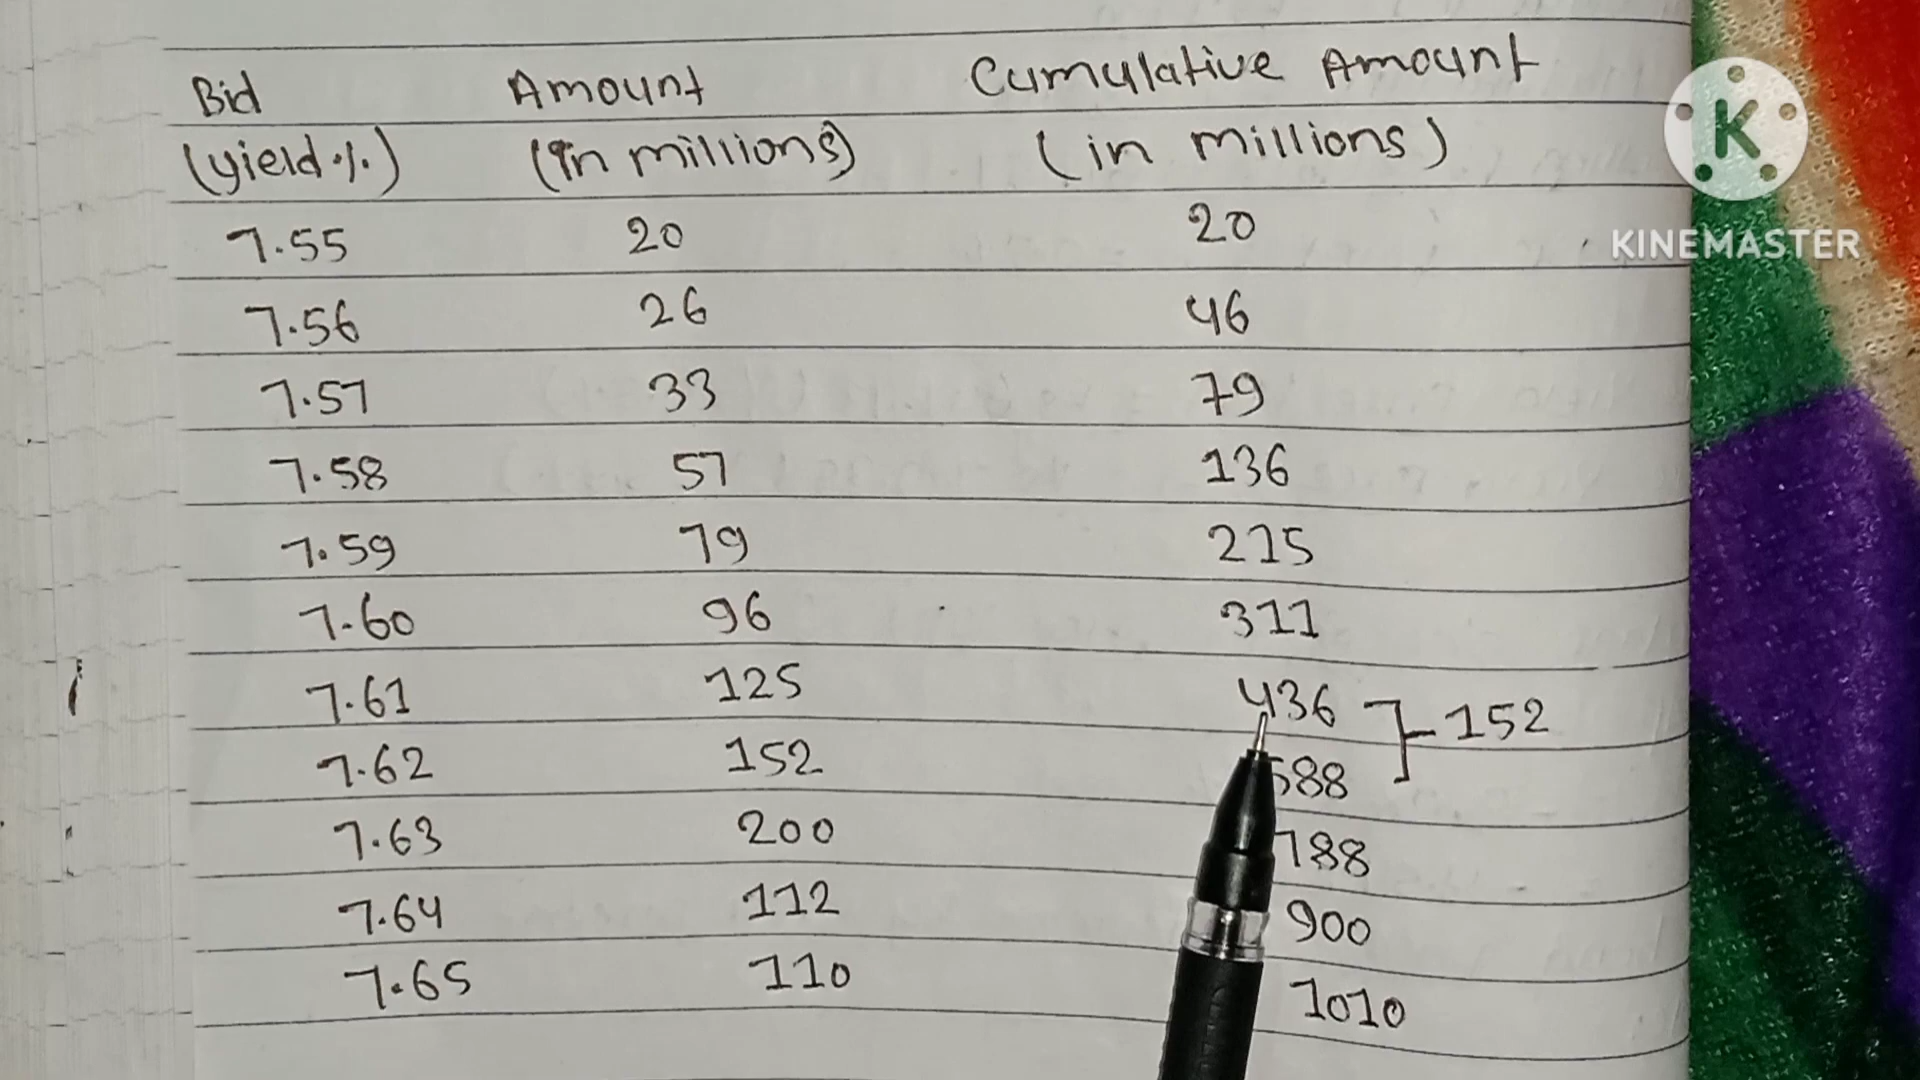 Bid Amount Cumulative Amount
(yield %) (in millions) (in millions)
7.55 20 20
7.56 26 46
7.57 33 79
7.58 57 136
7.59 79 215
7.60 96 311
7.61 125 436 152
7.62 152 588
7.63 200 788
7.64 112 900
7.65 110 1010
K
KINEMASTER